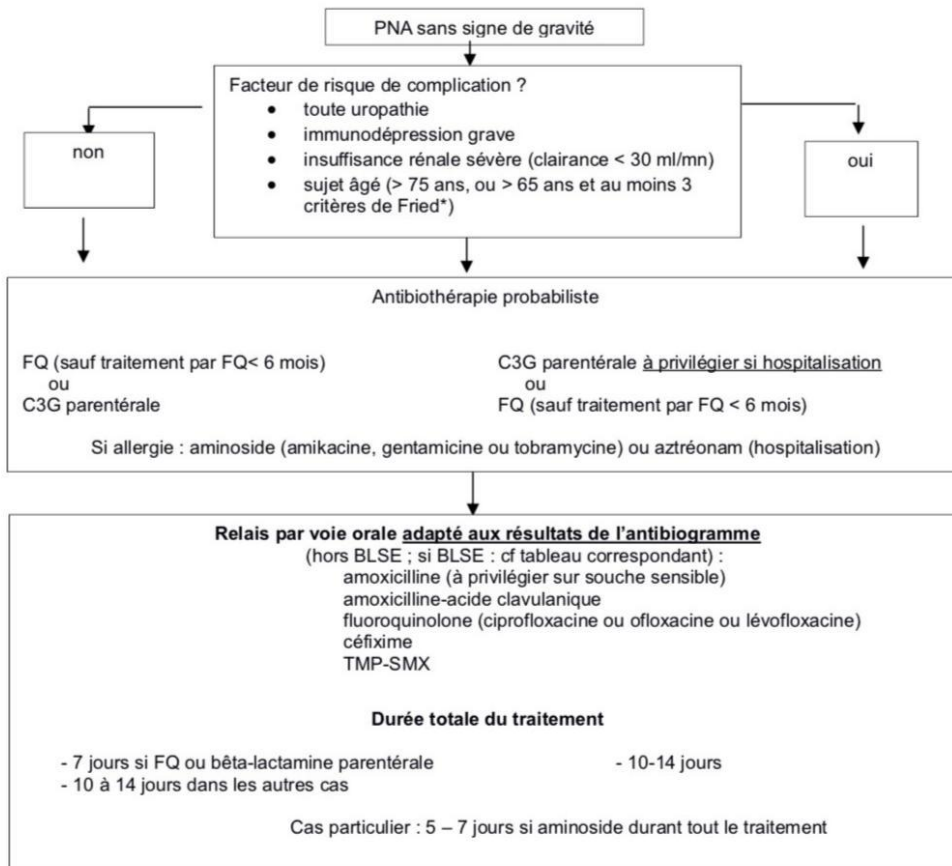 PNA sans signe de gravité
Facteur de risque de complication ?
• toute uropathie
• immunodépression grave
• insuffisance rénale sévère (clairance < 30 ml/mn)
• sujet âgé (> 75 ans, ou > 65 ans et au moins 3
critères de Fried*)
non
oui
Antibiothérapie probabiliste
FQ (sauf traitement par FQ< 6 mois)
ou
C3G parentérale
C3G parentérale à privilégier si hospitalisation
ou
FQ (sauf traitement par FQ < 6 mois)
Si allergie : aminoside (amikacine, gentamicine ou tobramycine) ou aztréonam (hospitalisation)
Relais par voie orale adapté aux résultats de l'antibiogramme
(hors BLSE ; si BLSE : cf tableau correspondant) :
amoxicilline (à privilégier sur souche sensible)
amoxicilline-acide clavulanique
fluoroquinolone (ciprofloxacine ou ofloxacine ou lévofloxacine)
céfixime
TMP-SMX
Durée totale du traitement
- 7 jours si FQ ou bêta-lactamine parentérale
- 10 à 14 jours dans les autres cas
- 10-14 jours
Cas particulier : 5 – 7 jours si aminoside durant tout le traitement